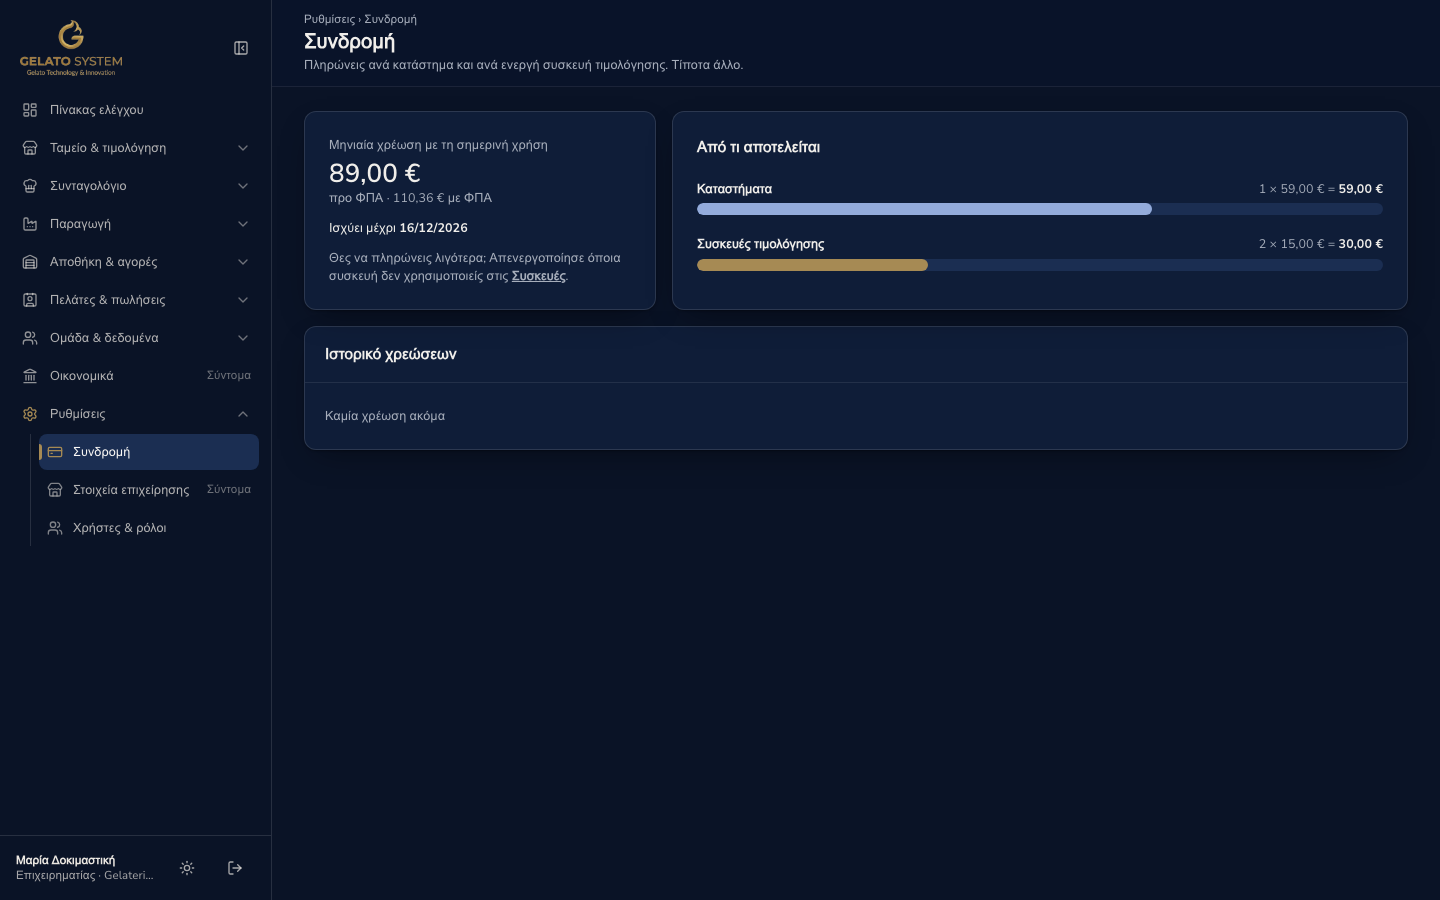 GELATO SYSTEM
Gelato Technology & Innovation
Πίνακας ελέγχου
Ταμείο & τιμολόγηση
Συνταγολόγιο
Παραγωγή
Αποθήκη & αγορές
Πελάτες & πωλήσεις
Ομάδα & δεδομένα
Οικονομικά Σύντομα
Ρυθμίσεις
Συνδρομή
Στοιχεία επιχείρησης Σύντομα
Χρήστες & ρόλοι
Μαρία Δοκιμαστική
Επιχειρηματίας · Gelateri...
Ρυθμίσεις › Συνδρομή
Συνδρομή
Πληρώνεις ανά κατάστημα και ανά ενεργή συσκευή τιμολόγησης. Τίποτα άλλο.
Μηνιαία χρέωση με τη σημερινή χρήση
89,00 €
προ ΦΠΑ · 110,36 € με ΦΠΑ
Ισχύει μέχρι 16/12/2026
Θες να πληρώνεις λιγότερα; Απενεργοποίησε όποια
συσκευή δεν χρησιμοποιείς στις Συσκευές.
Από τι αποτελείται
Καταστήματα 1 × 59,00 € = 59,00 €
Συσκευές τιμολόγησης 2 × 15,00 € = 30,00 €
Ιστορικό χρεώσεων
Καμία χρέωση ακόμα